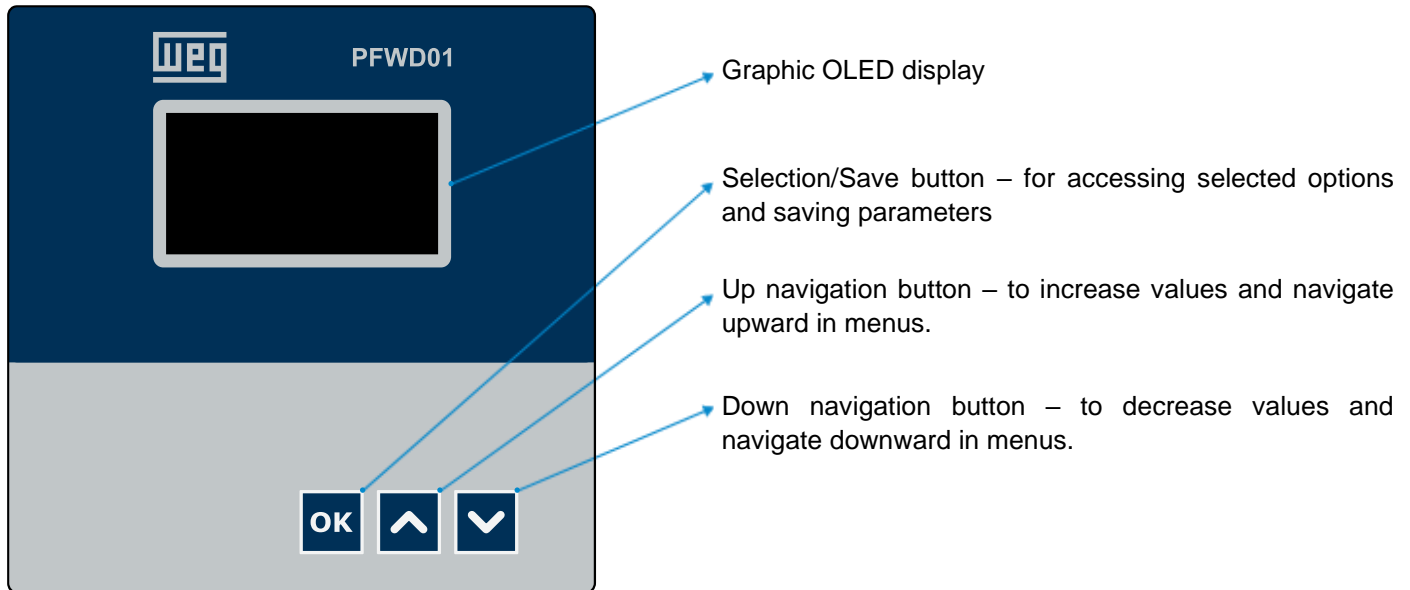 weg
PFWD01
Graphic OLED display
Selection/Save button – for accessing selected options
and saving parameters
Up navigation button – to increase values and navigate
upward in menus.
Down navigation button – to decrease values and
navigate downward in menus.
OK